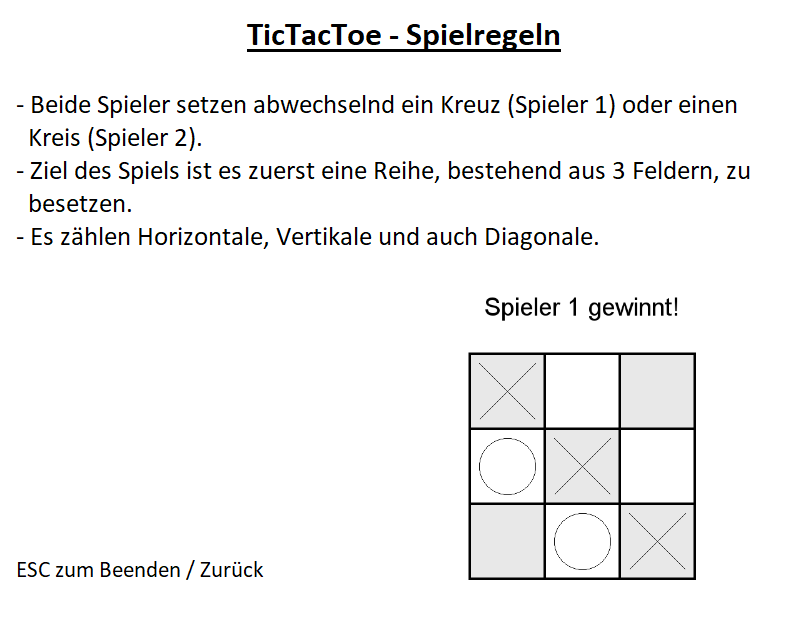 TicTacToe - Spielregeln
- Beide Spieler setzen abwechselnd ein Kreuz (Spieler 1) oder einen
Kreis (Spieler 2).
- Ziel des Spiels ist es zuerst eine Reihe, bestehend aus 3 Feldern, zu
besetzen.
- Es zählen Horizontale, Vertikale und auch Diagonale.
Spieler 1 gewinnt!
ESC zum Beenden / Zurück